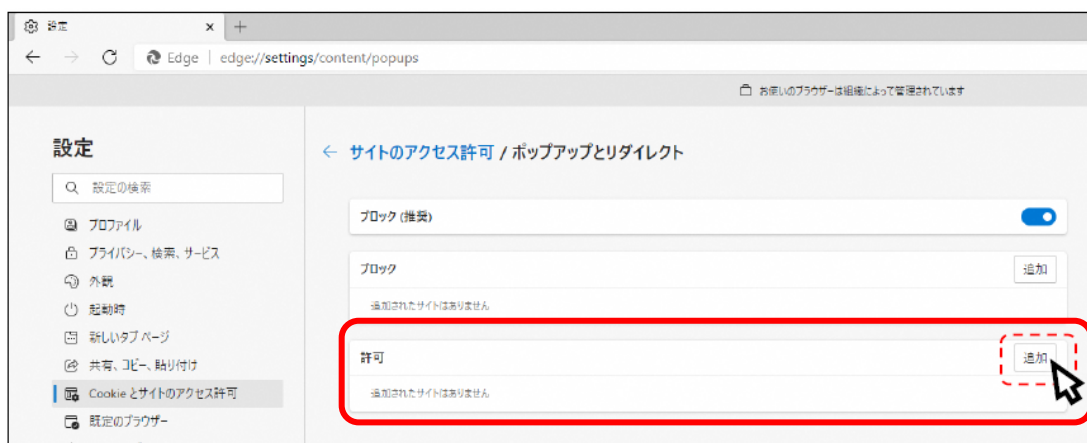 設定
Edge | edge://settings/content/popups
お使いのブラウザーは組織によって管理されています
設定
設定の検索
プロファイル
プライバシー、検索、サービス
外観
起動時
新しいタブ ページ
共有、コピー、貼り付け
Cookie とサイトのアクセス許可
既定のブラウザー
サイトのアクセス許可 / ポップアップとリダイレクト
ブロック (推奨)
ブロック
追加
追加されたサイトはありません
許可
追加
追加されたサイトはありません